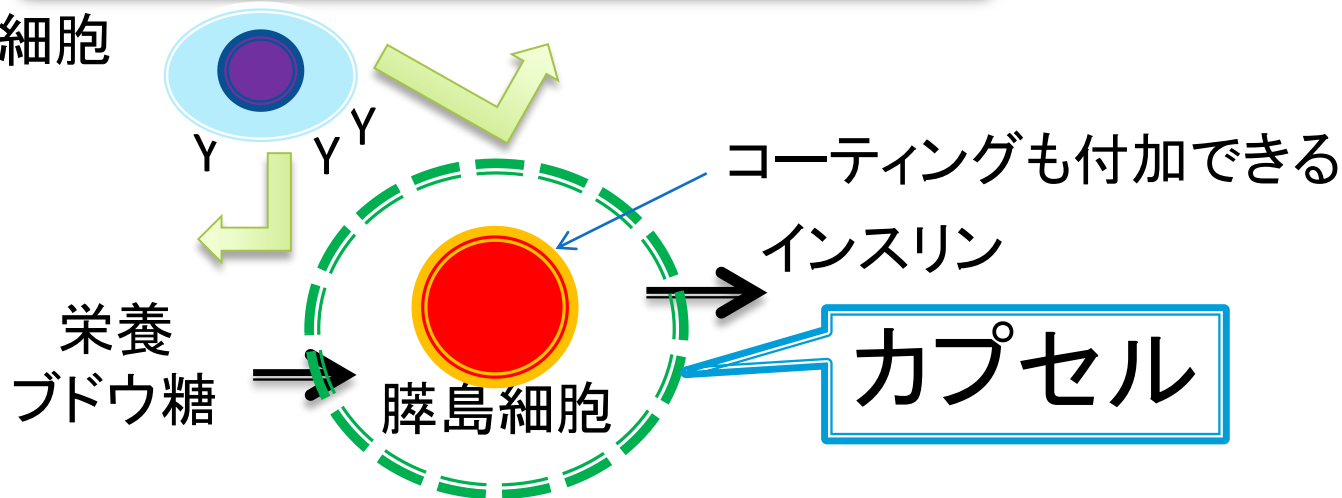 細胞
Y Y Y
コーティングも付加できる
インスリン
栄養
ブドウ糖
膵島細胞
カプセル